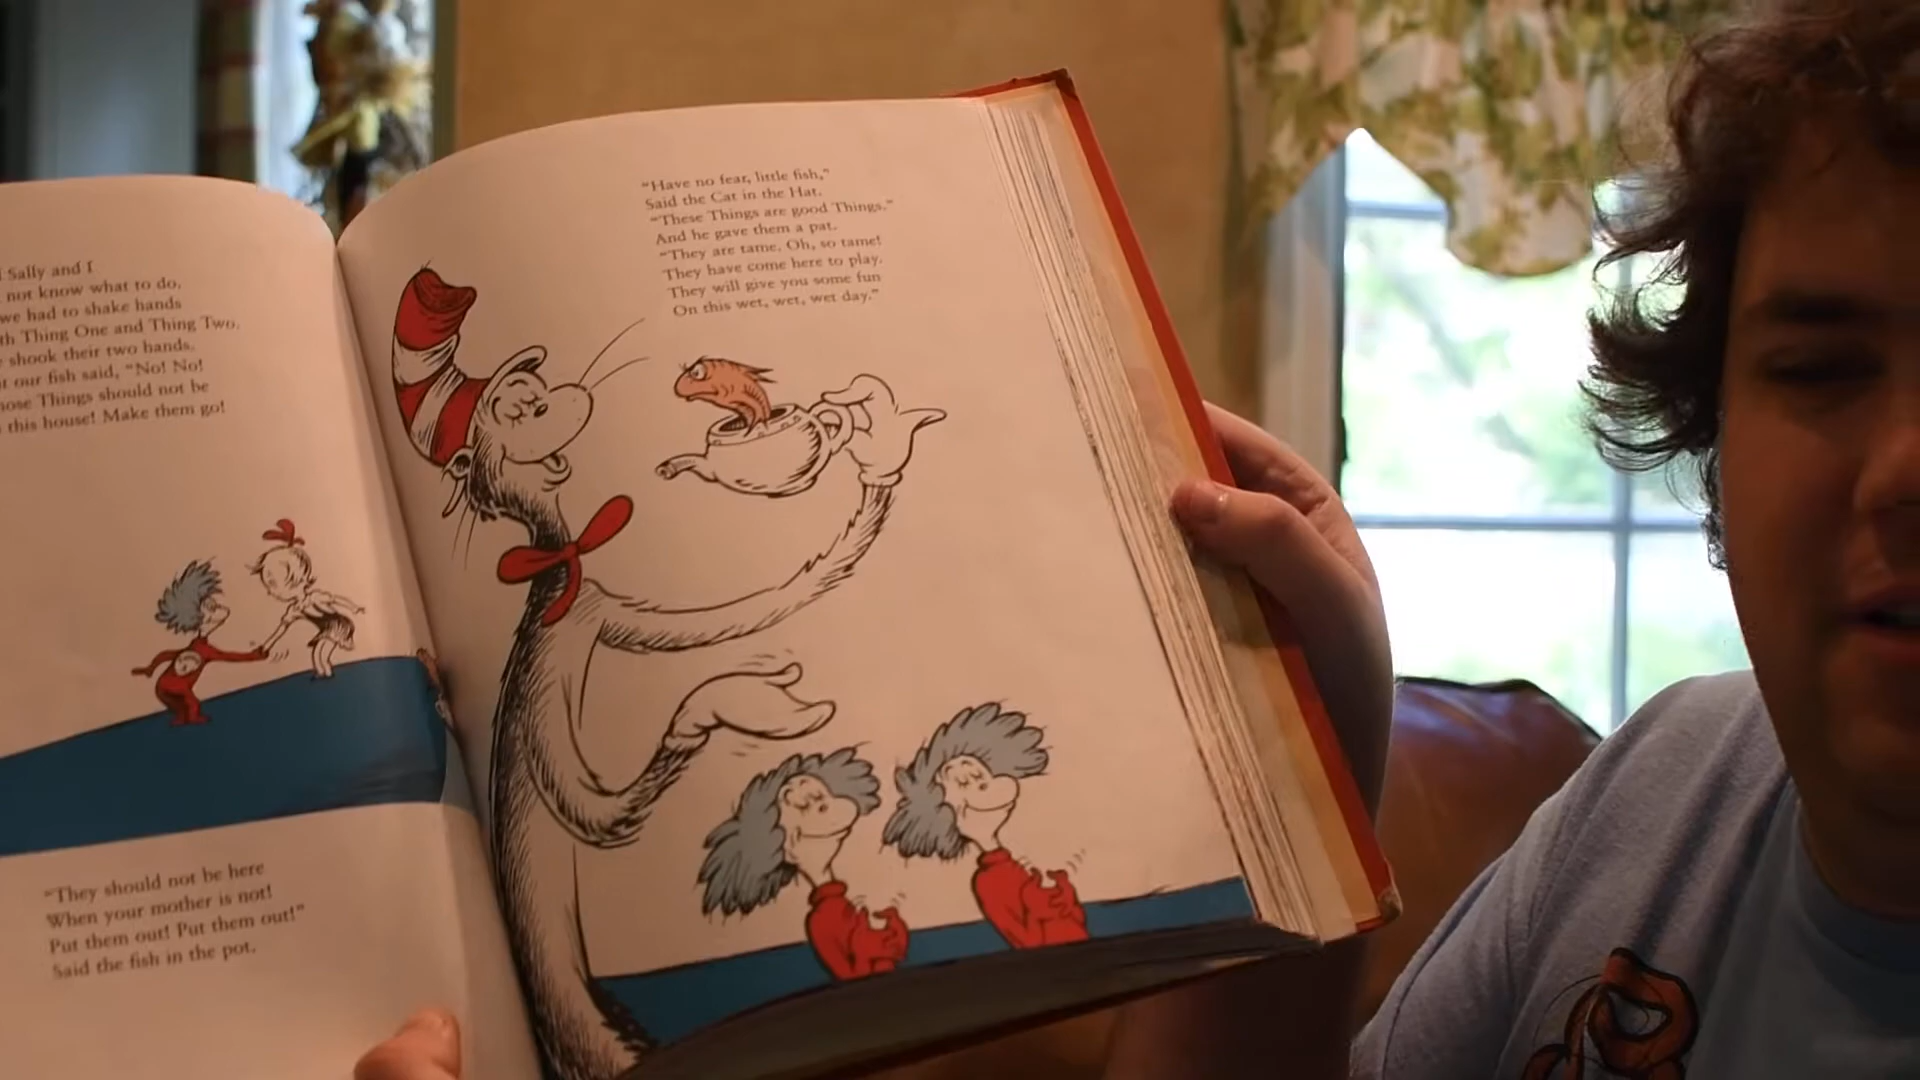 Sally and I
not know what to do.
we had to shake hands
th Thing One and Thing Two.
shook their two hands.
t our fish said, "No! No!
hose Things should not be
this house! Make them go!
"They should not be here
When your mother is not!
Put them out! Put them out!"
Said the fish in the pot.
"Have no fear, little fish,"
Said the Cat in the Hat.
"These Things are good Things."
And he gave them a pat.
"They are tame. Oh, so tame!
They have come here to play.
They will give you some fun
On this wet, wet, wet day."